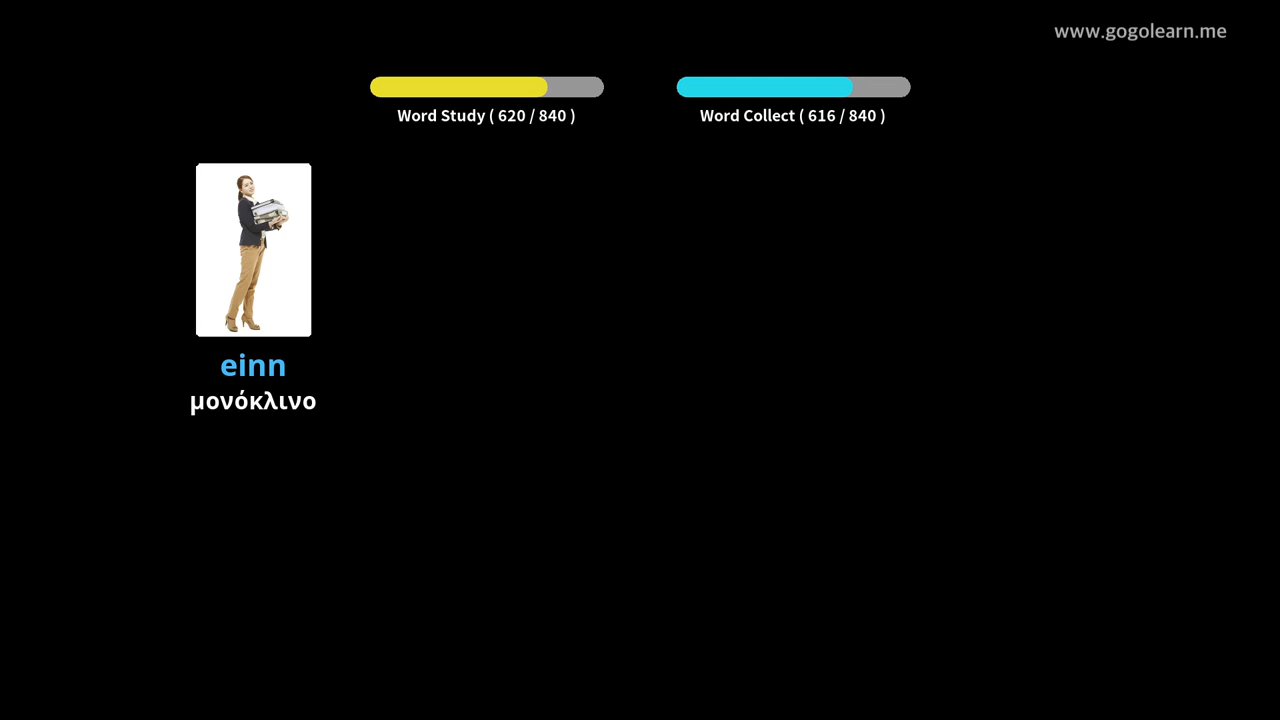 www.gogolearn.me
Word Study ( 620 / 840 )
Word Collect ( 616 / 840 )
einn
μονόκλινο